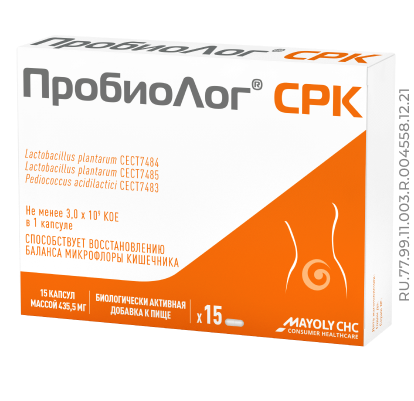 ПробиоЛог® СРК
Lactobacillus plantarum CECT7484
Lactobacillus plantarum CECT7485
Pediococcus acidilactici CECT7483
Не менее 3,0 x 10⁹ КОЕ
в 1 капсуле
СПОСОБСТВУЕТ ВОССТАНОВЛЕНИЮ
БАЛАНСА МИКРОФЛОРЫ КИШЕЧНИКА
15 КАПСУЛ
МАССОЙ 435,5 МГ
БИОЛОГИЧЕСКИ АКТИВНАЯ
ДОБАВКА К ПИЩЕ
x 15
MAYOLY CHC
CONSUMER HEALTHCARE
RU.77.99.11.003.R.004558.12.21